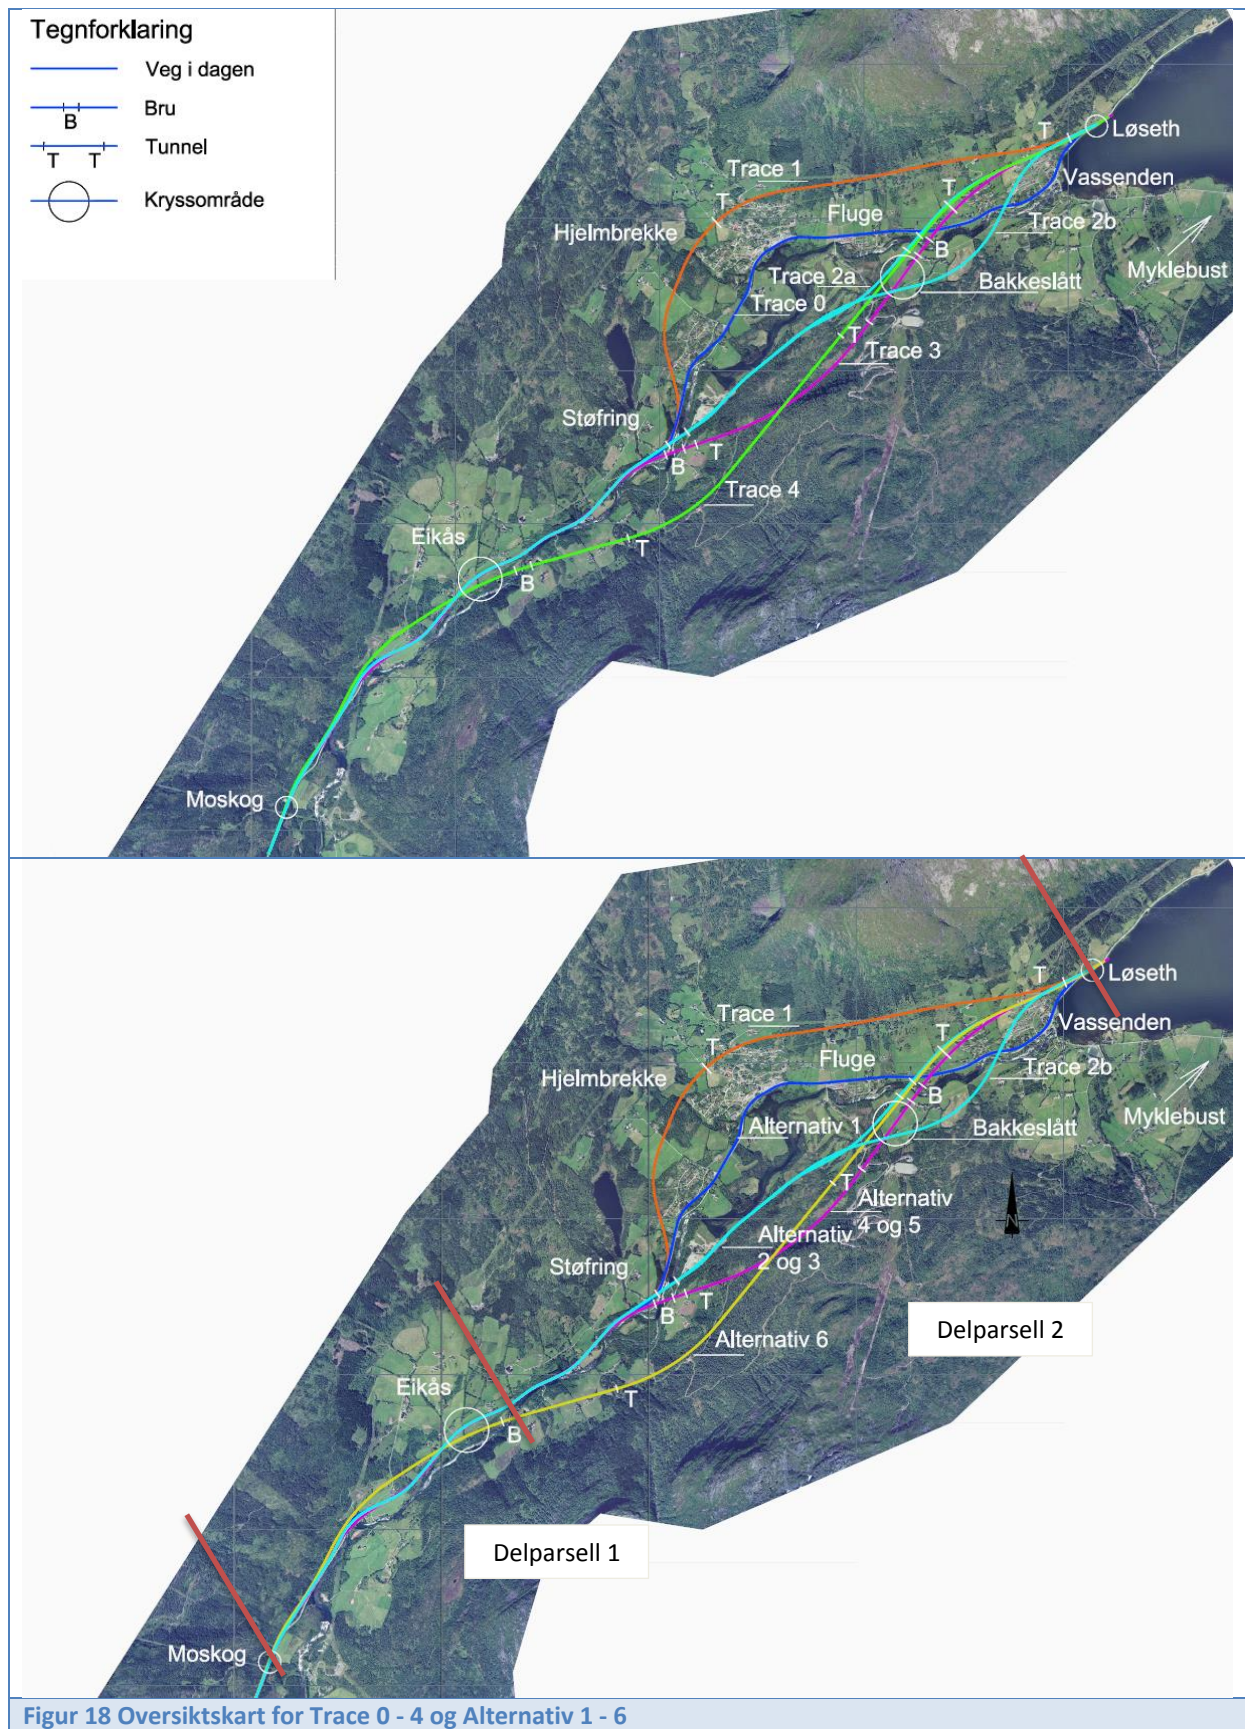 Tegnforklaring
Veg i dagen
B
Bru
T T
Tunnel
Kryssområde
T
Løseth
Trace 1
T
Vassenden
T
Fluge
Hjelmbrekke
Trace 2b
B
Myklebust
Trace 2a
Bakkeslått
Trace 0
T
Trace 3
Støfring
T
B
Trace 4
Eikås
T
B
Moskog
T
Løseth
Trace 1
Vassenden
T
T
Fluge
Hjelmbrekke
Trace 2b
B
Myklebust
Alternativ 1
Bakkeslått
T
Alternativ
4 og 5
N
Alternativ
2 og 3
Støfring
T
B
Delparsell 2
Alternativ 6
Eikås
T
B
Delparsell 1
Moskog
Figur 18 Oversiktskart for Trace 0 - 4 og Alternativ 1 - 6